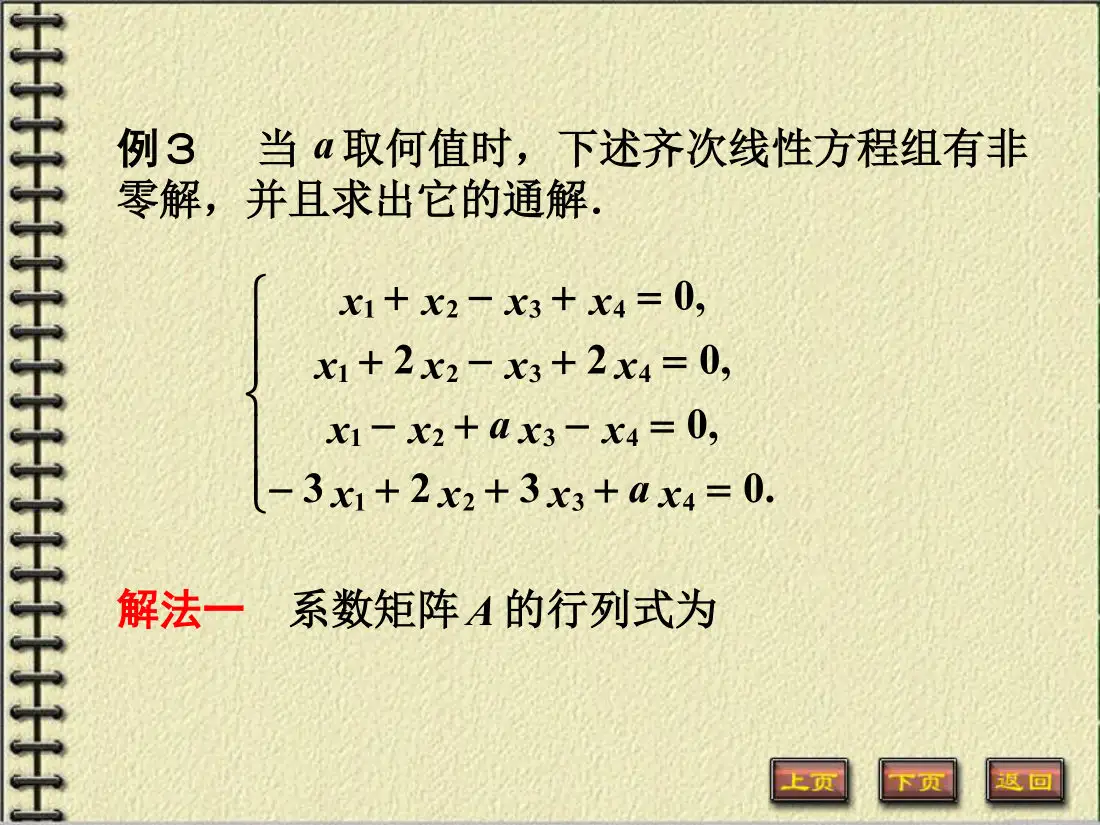 例３ 当 a 取何值时，下述齐次线性方程组有非
零解，并且求出它的通解．
x1 + x2 − x3 + x4 = 0,
x1 + 2 x2 − x3 + 2 x4 = 0,
x1 − x2 + a x3 − x4 = 0,
− 3 x1 + 2 x2 + 3 x3 + a x4 = 0.
解法一 系数矩阵 A 的行列式为
上页 下页 返回